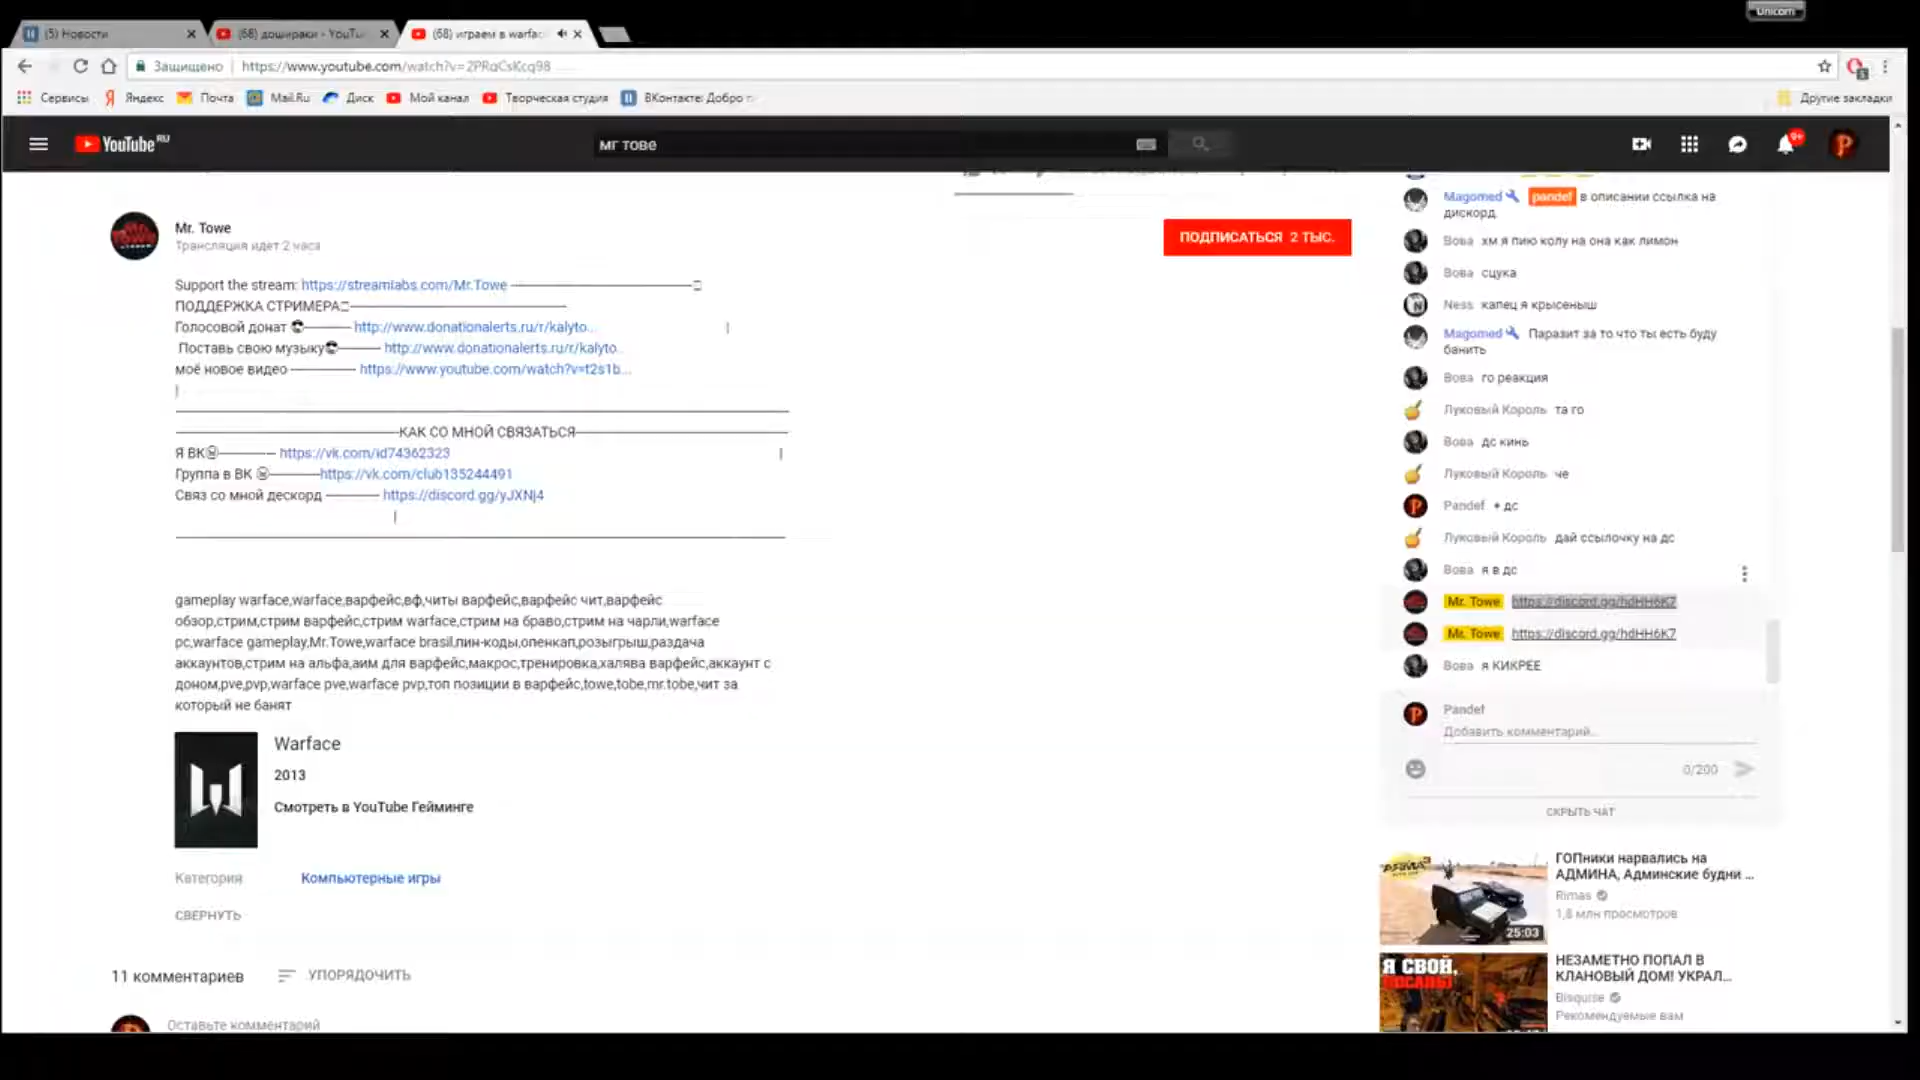 Unicorn
(5) Новости
(68) дошираки - YouTu
(68) играем в warfac
Защищено
https://www.youtube.com/watch?v=2PRqCsKcq98
Сервисы
Яндекс
Почта
Mail.Ru
Диск
Мой канал
Творческая студия
ВКонтакте: Добро п
Другие закладки
YouTube RU
мг тове
9+
Mr. Towe
Трансляция идет 2 часа
ПОДПИСАТЬСЯ 2 ТЫС.
Support the stream: https://streamlabs.com/Mr.Towe
ПОДДЕРЖКА СТРИМЕРА
Голосовой донат 😎——— http://www.donationalerts.ru/r/kalyto...
Поставь свою музыку😎——— http://www.donationalerts.ru/r/kalyto...
моё новое видео ———— https://www.youtube.com/watch?v=t2s1b...
КАК СО МНОЙ СВЯЗАТЬСЯ
Я ВК ———— https://vk.com/id74362323
Группа в ВК ———https://vk.com/club135244491
Связ со мной дескорд ——— https://discord.gg/yJXNj4
gameplay warface,warface,варфейс,вф,читы варфейс,варфейс чит,варфейс
обзор,стрим,стрим варфейс,стрим warface,стрим на браво,стрим на чарли,warface
pc,warface gameplay,Mr.Towe,warface brasil,пин-коды,опенкап,розыгрыш,раздача
аккаунтов,стрим на альфа,аим для варфейс,макрос,тренировка,халява варфейс,аккаунт с
доном,pve,pvp,warface pve,warface pvp,топ позиции в варфейс,towe,tobe,mr.tobe,чит за
который не банят
Warface
2013
Смотреть в YouTube Гейминге
Категория
Компьютерные игры
СВЕРНУТЬ
11 комментариев
УПОРЯДОЧИТЬ
Оставьте комментарий
Magomed pandef в описании ссылка на
дискорд
Вова хм я пию колу на она как лимон
Вова сцука
Ness капец я крысеныш
Magomed Паразит за то что ты есть буду
банить
Вова го реакция
Луковый Король та го
Вова дс кинь
Луковый Король че
Pandef + дс
Луковый Король дай ссылочку на дс
Вова я в дс
Mr. Towe https://discord.gg/hdHH6K7
Mr. Towe https://discord.gg/hdHH6K7
Вова я КИКРЕЕ
Pandef
Добавить комментарий...
0/200
СКРЫТЬ ЧАТ
ГОПники нарвались на
АДМИНА, Админские будни ...
Rimas
1,8 млн просмотров
25:03
Я СВОЙ,
НЕЗАМЕТНО ПОПАЛ В
КЛАНОВЫЙ ДОМ! УКРАЛ...
Bisquise
Рекомендуемые вам